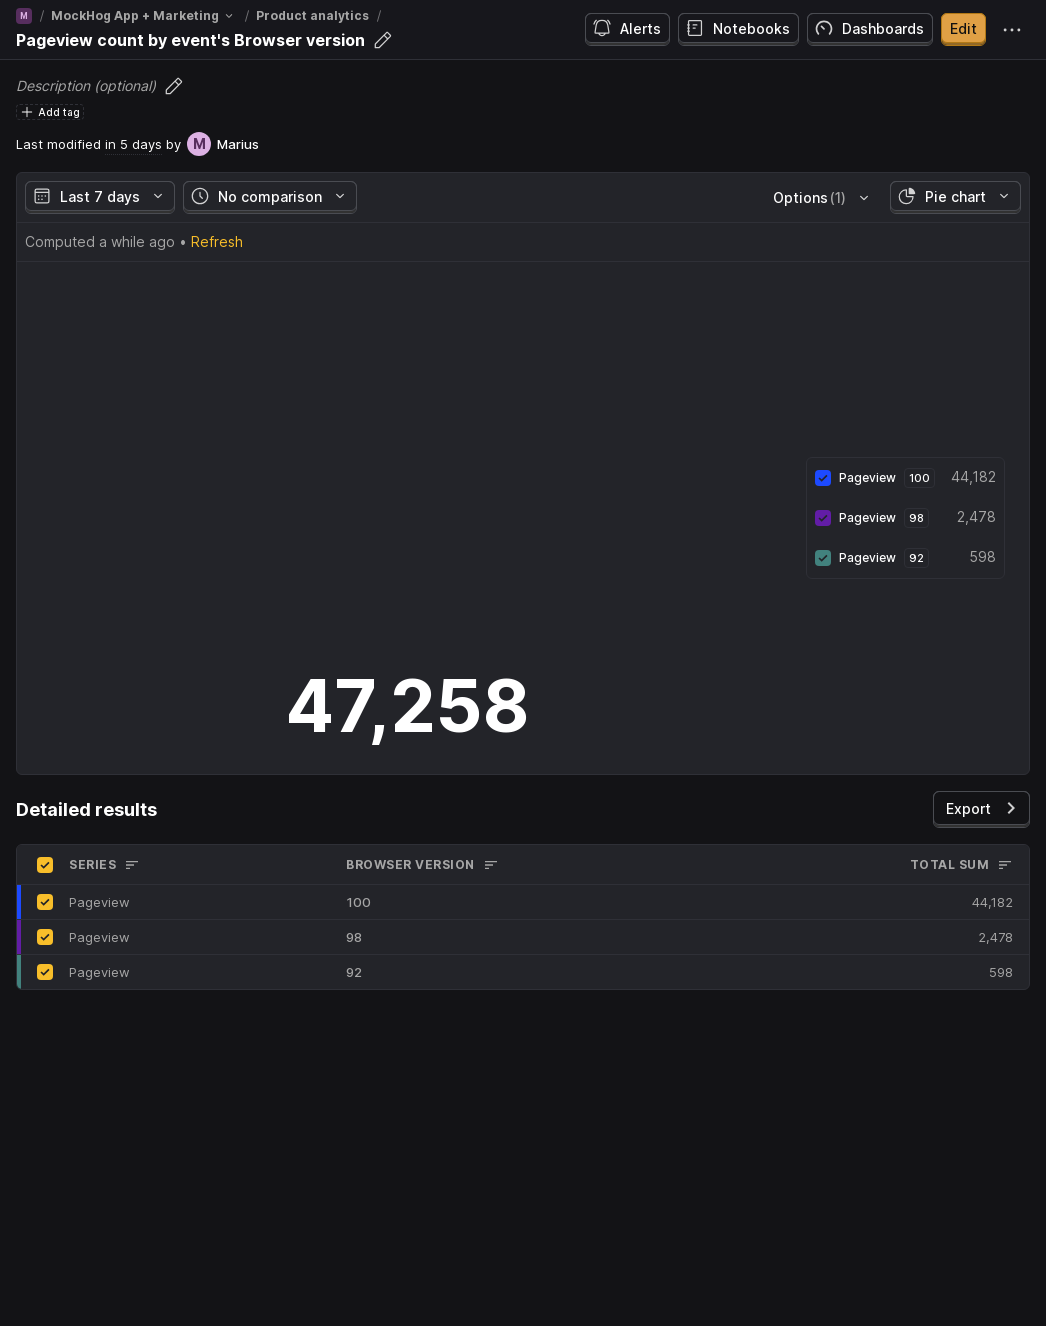 M / MockHog App + Marketing / Product analytics /
Pageview count by event's Browser version
Alerts Notebooks Dashboards Edit
Description (optional)
Add tag
Last modified in 5 days by M Marius
Last 7 days No comparison Options (1) Pie chart
Computed a while ago • Refresh
Pageview 100 44,182
Pageview 98 2,478
Pageview 92 598
47,258
Detailed results Export
SERIES BROWSER VERSION TOTAL SUM
Pageview 100 44,182
Pageview 98 2,478
Pageview 92 598